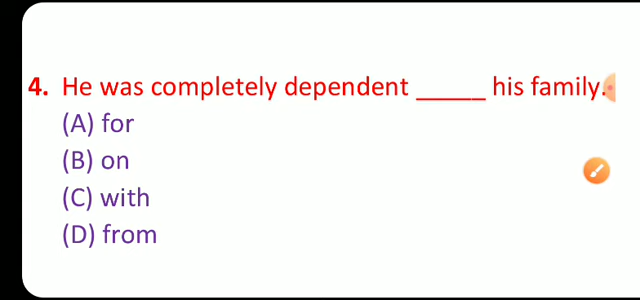 4. He was completely dependent _____ his family.
(A) for
(B) on
(C) with
(D) from